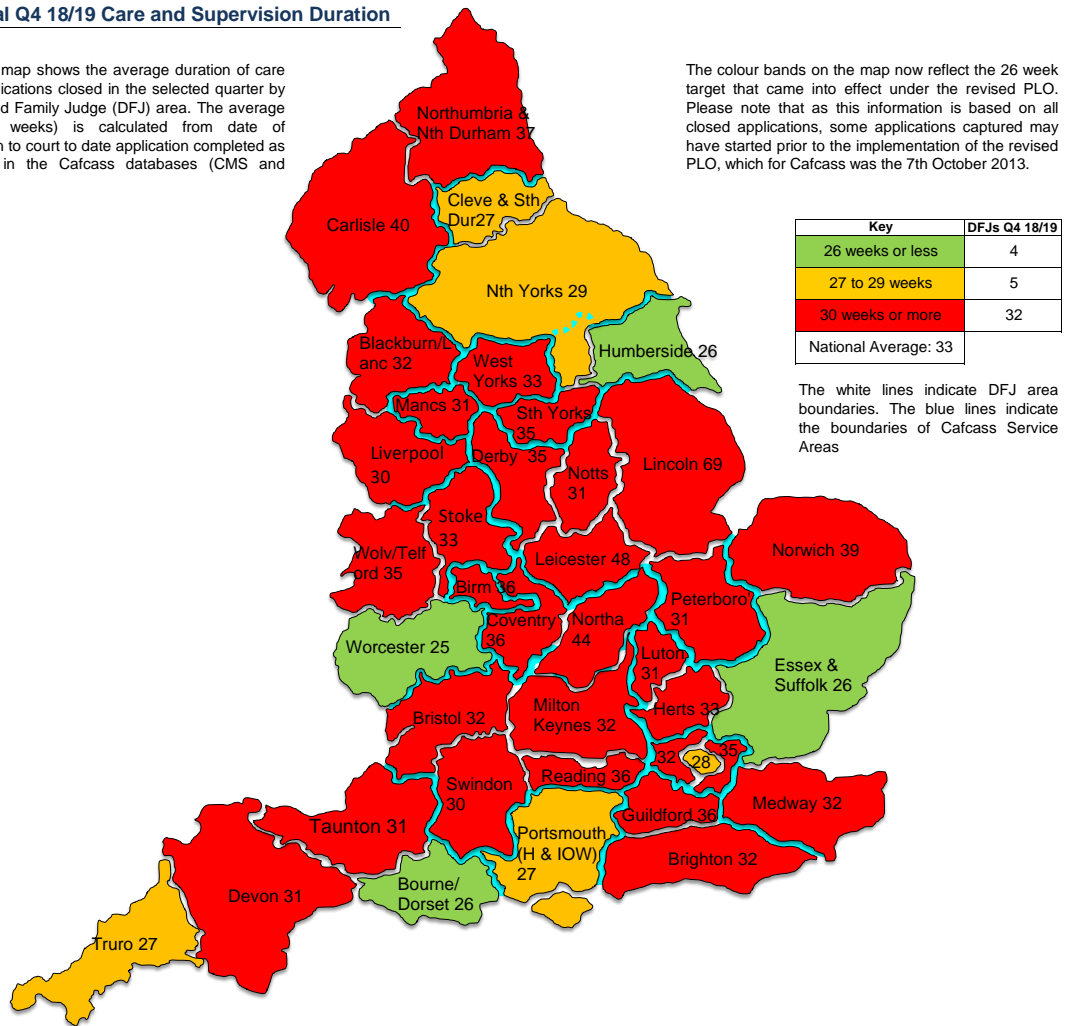 al Q4 18/19 Care and Supervision Duration
map shows the average duration of care
ications closed in the selected quarter by
d Family Judge (DFJ) area. The average
weeks) is calculated from date of
n to court to date application completed as
in the Cafcass databases (CMS and
The colour bands on the map now reflect the 26 week
target that came into effect under the revised PLO.
Please note that as this information is based on all
closed applications, some applications captured may
have started prior to the implementation of the revised
PLO, which for Cafcass was the 7th October 2013.
Key DFJs Q4 18/19
26 weeks or less 4
27 to 29 weeks 5
30 weeks or more 32
National Average: 33
The white lines indicate DFJ area
boundaries. The blue lines indicate
the boundaries of Cafcass Service
Areas
Northumbria &
Nth Durham 37
Carlisle 40
Cleve & Sth
Dur27
Nth Yorks 29
Humberside 26
Blackburn/L
anc 32
West
Yorks 33
Mancs 31
Sth Yorks
35
Liverpool
30
Derby 35
Notts
31
Lincoln 69
Stoke
33
Wolv/Telf
ord 35
Leicester 48
Norwich 39
Birm 36
Peterboro'
31
Coventry
36
Northa
44
Worcester 25
Luton
31
Essex &
Suffolk 26
Bristol 32
Milton
Keynes 32
Herts 33
32
28
35
Swindon
30
Reading 36
Guildford 36
Medway 32
Taunton 31
Portsmouth
(H & IOW)
27
Brighton 32
Devon 31
Bourne/
Dorset 26
Truro 27